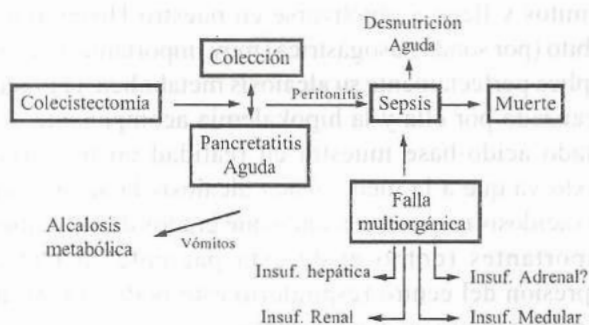 Desnutrición
Aguda
Colección
Colecistectomía
Peritonitis
Sepsis
Muerte
Pancretatitis
Aguda
Falla
multiorgánica
Alcalosis
metabólica
Vómitos
Insuf. hepática
Insuf. Adrenal?
Insuf. Renal
Insuf. Medular